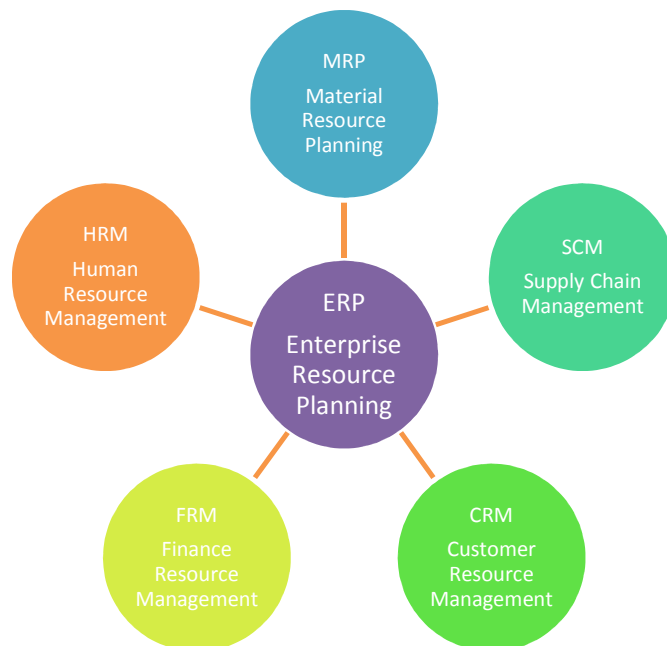 MRP
Material
Resource
Planning
HRM
Human
Resource
Management
SCM
Supply Chain
Management
ERP
Enterprise
Resource
Planning
FRM
Finance
Resource
Management
CRM
Customer
Resource
Management